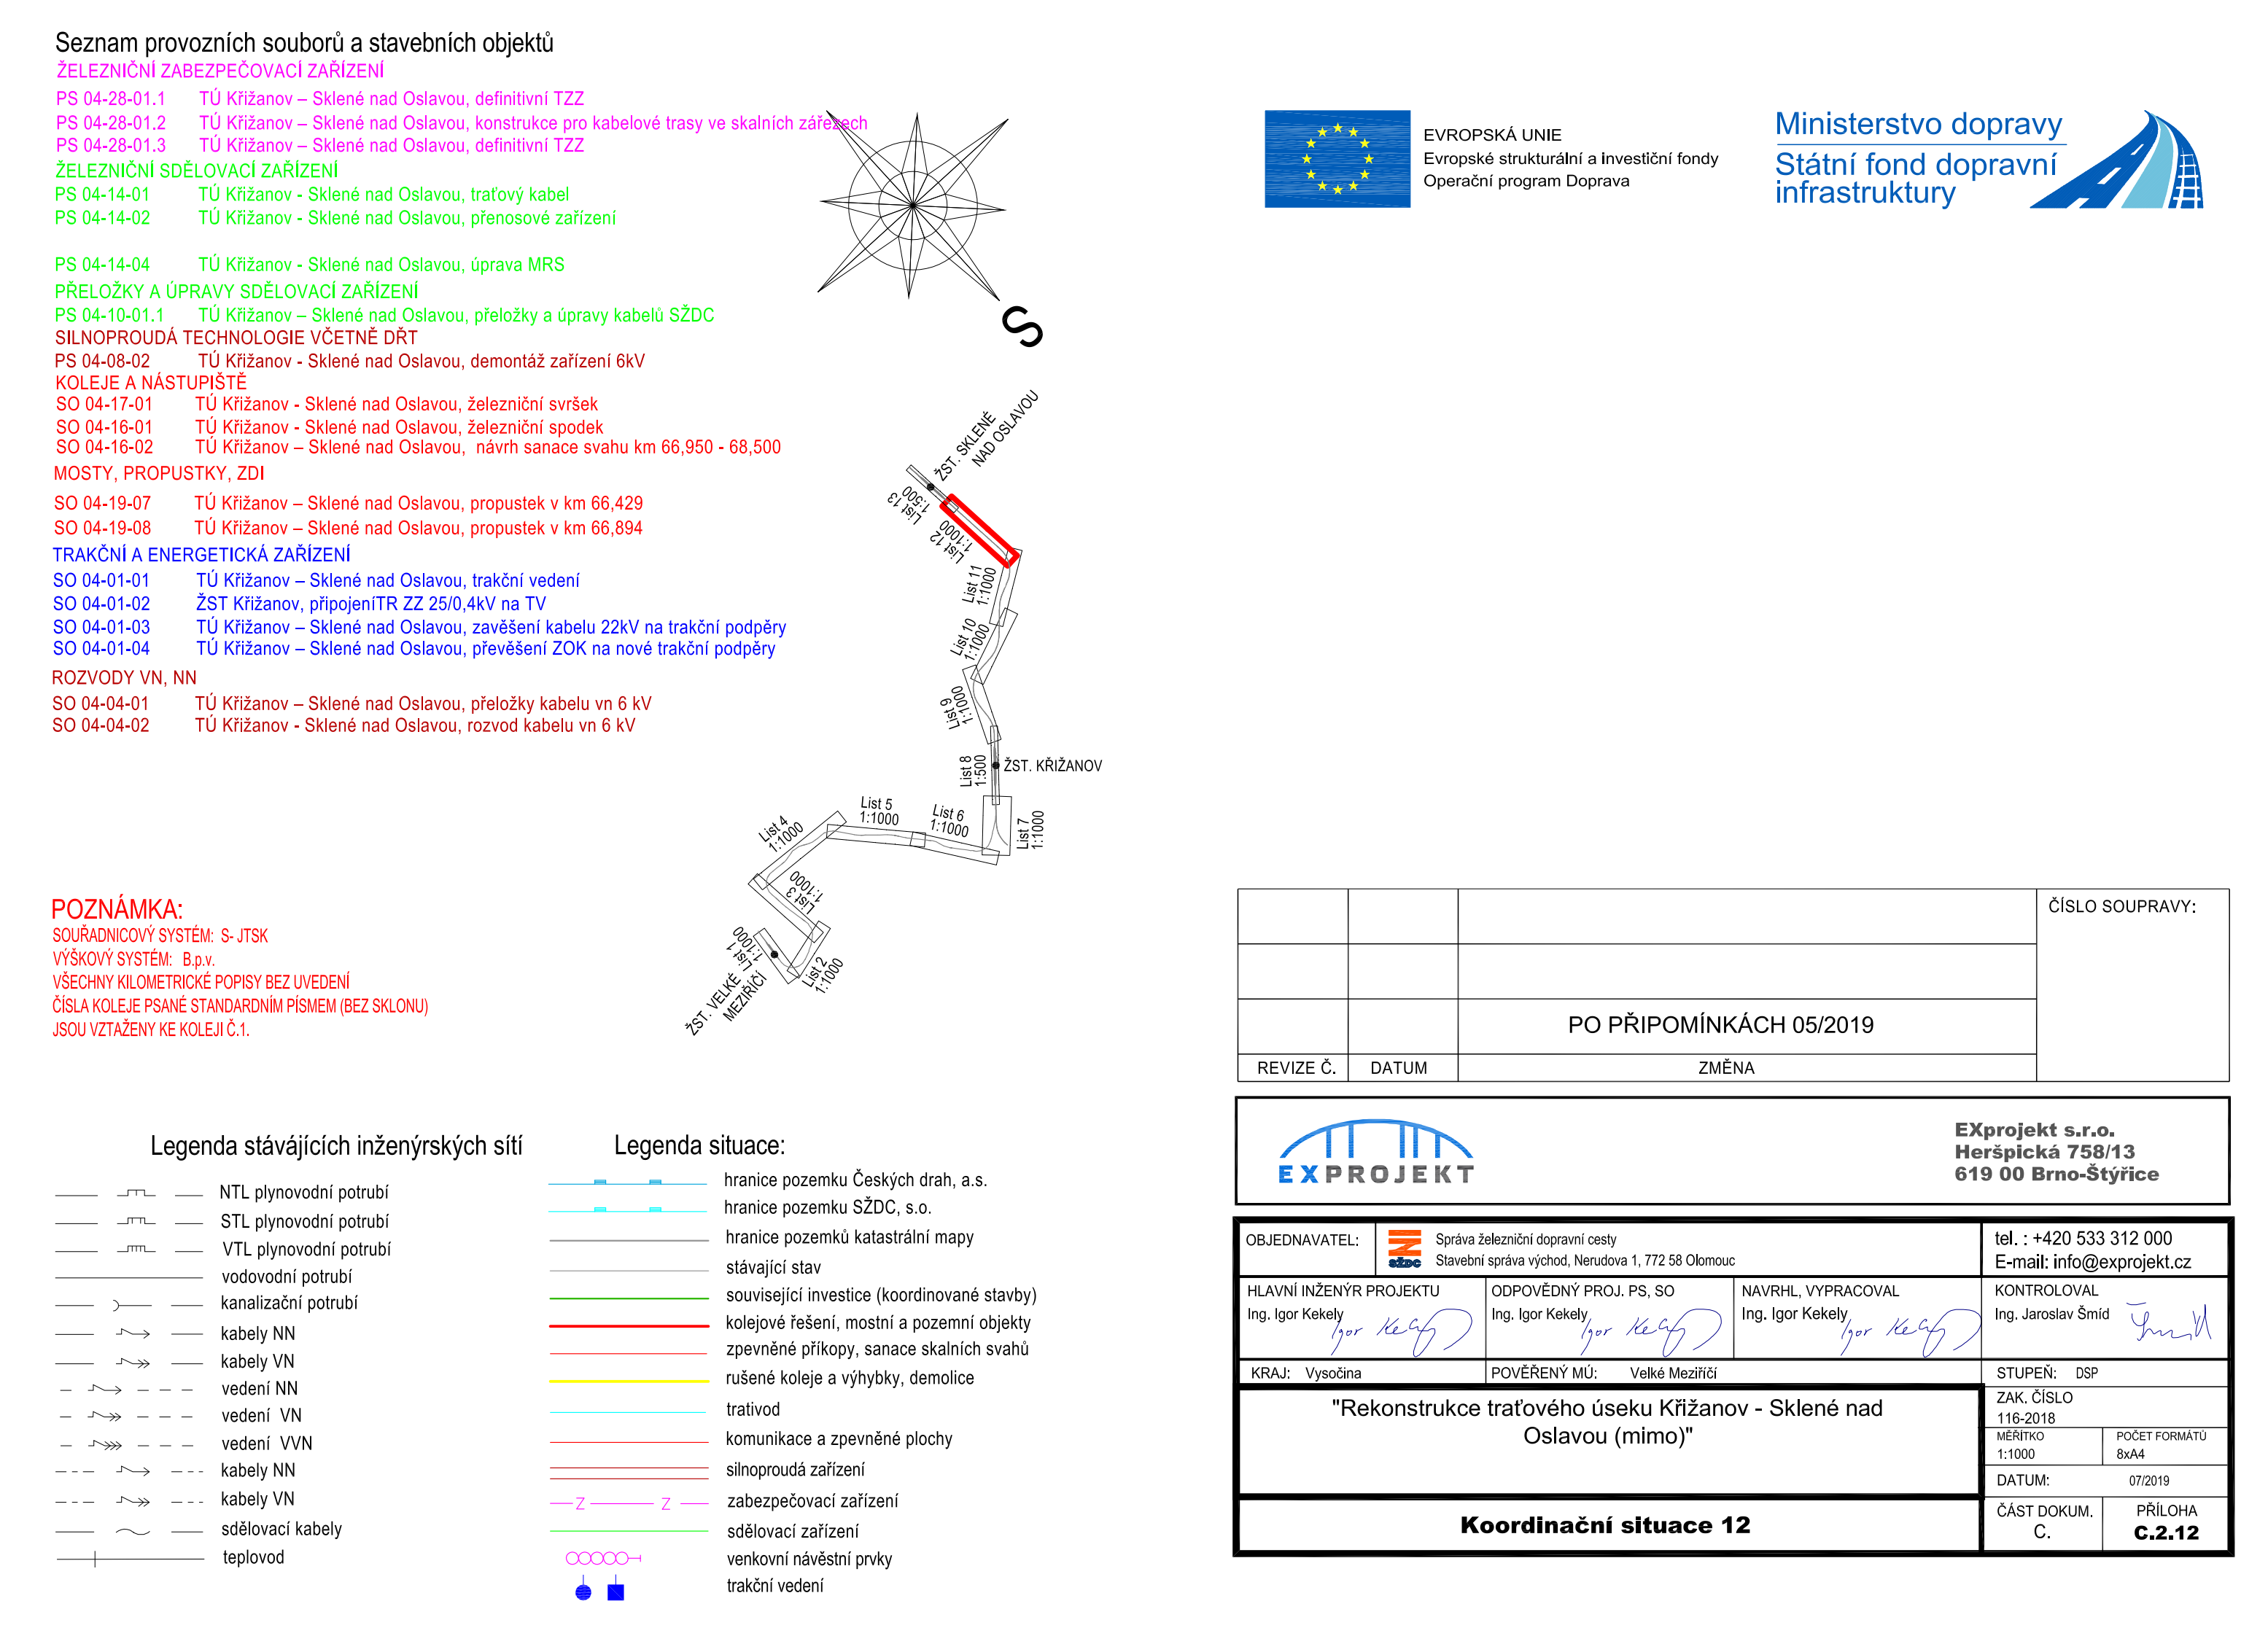 Seznam provozních souborů a stavebních objektů
ŽELEZNIČNÍ ZABEZPEČOVACÍ ZAŘÍZENÍ
PS 04-28-01.1 TÚ Křižanov – Sklené nad Oslavou, definitivní TZZ
PS 04-28-01.2 TÚ Křižanov – Sklené nad Oslavou, konstrukce pro kabelové trasy ve skalních zářezech
PS 04-28-01.3 TÚ Křižanov – Sklené nad Oslavou, definitivní TZZ
ŽELEZNIČNÍ SDĚLOVACÍ ZAŘÍZENÍ
PS 04-14-01 TÚ Křižanov - Sklené nad Oslavou, traťový kabel
PS 04-14-02 TÚ Křižanov - Sklené nad Oslavou, přenosové zařízení
PS 04-14-04 TÚ Křižanov - Sklené nad Oslavou, úprava MRS
PŘELOŽKY A ÚPRAVY SDĚLOVACÍ ZAŘÍZENÍ
PS 04-10-01.1 TÚ Křižanov – Sklené nad Oslavou, přeložky a úpravy kabelů SŽDC
SILNOPROUDÁ TECHNOLOGIE VČETNĚ DŘT
PS 04-08-02 TÚ Křižanov - Sklené nad Oslavou, demontáž zařízení 6kV
KOLEJE A NÁSTUPIŠTĚ
SO 04-17-01 TÚ Křižanov - Sklené nad Oslavou, železniční svršek
SO 04-16-01 TÚ Křižanov - Sklené nad Oslavou, železniční spodek
SO 04-16-02 TÚ Křižanov – Sklené nad Oslavou, návrh sanace svahu km 66,950 - 68,500
MOSTY, PROPUSTKY, ZDI
SO 04-19-07 TÚ Křižanov – Sklené nad Oslavou, propustek v km 66,429
SO 04-19-08 TÚ Křižanov – Sklené nad Oslavou, propustek v km 66,894
TRAKČNÍ A ENERGETICKÁ ZAŘÍZENÍ
SO 04-01-01 TÚ Křižanov – Sklené nad Oslavou, trakční vedení
SO 04-01-02 ŽST Křižanov, připojeníTR ZZ 25/0,4kV na TV
SO 04-01-03 TÚ Křižanov – Sklené nad Oslavou, zavěšení kabelu 22kV na trakční podpěry
SO 04-01-04 TÚ Křižanov – Sklené nad Oslavou, převěšení ZOK na nové trakční podpěry
ROZVODY VN, NN
SO 04-04-01 TÚ Křižanov – Sklené nad Oslavou, přeložky kabelu vn 6 kV
SO 04-04-02 TÚ Křižanov - Sklené nad Oslavou, rozvod kabelu vn 6 kV
S
ŽST. SKLENÉ
NAD OSLAVOU
List 13
1:500
List 12
1:1000
List 11
1:1000
List 10
1:1000
List 9
1:1000
List 8
1:500
ŽST. KŘIŽANOV
List 7
1:1000
List 6
1:1000
List 5
1:1000
List 4
1:1000
List 3
1:1000
List 2
1:1000
List 1
1:1000
ŽST. VELKÉ
MEZIŘÍČÍ
POZNÁMKA:
SOUŘADNICOVÝ SYSTÉM: S- JTSK
VÝŠKOVÝ SYSTÉM: B.p.v.
VŠECHNY KILOMETRICKÉ POPISY BEZ UVEDENÍ
ČÍSLA KOLEJE PSANÉ STANDARDNÍM PÍSMEM (BEZ SKLONU)
JSOU VZTAŽENY KE KOLEJI Č.1.
Legenda stávájících inženýrských sítí
NTL plynovodní potrubí
STL plynovodní potrubí
VTL plynovodní potrubí
vodovodní potrubí
kanalizační potrubí
kabely NN
kabely VN
vedení NN
vedení VN
vedení VVN
kabely NN
kabely VN
sdělovací kabely
teplovod
Legenda situace:
hranice pozemku Českých drah, a.s.
hranice pozemku SŽDC, s.o.
hranice pozemků katastrální mapy
stávající stav
související investice (koordinované stavby)
kolejové řešení, mostní a pozemní objekty
zpevněné příkopy, sanace skalních svahů
rušené koleje a výhybky, demolice
trativod
komunikace a zpevněné plochy
silnoproudá zařízení
Z Z zabezpečovací zařízení
sdělovací zařízení
venkovní návěstní prvky
trakční vedení
EVROPSKÁ UNIE
Evropské strukturální a investiční fondy
Operační program Doprava
Ministerstvo dopravy
Státní fond dopravní
infrastruktury
ČÍSLO SOUPRAVY:
PO PŘIPOMÍNKÁCH 05/2019
REVIZE Č. DATUM ZMĚNA
EXPROJEKT
EXprojekt s.r.o.
Heršpická 758/13
619 00 Brno-Štýřice
OBJEDNAVATEL:
SŽDC
Správa železniční dopravní cesty
Stavební správa východ, Nerudova 1, 772 58 Olomouc
tel. : +420 533 312 000
E-mail: info@exprojekt.cz
HLAVNÍ INŽENÝR PROJEKTU
Ing. Igor Kekely
Igor Kekely
ODPOVĚDNÝ PROJ. PS, SO
Ing. Igor Kekely
Igor Kekely
NAVRHL, VYPRACOVAL
Ing. Igor Kekely
Igor Kekely
KONTROLOVAL
Ing. Jaroslav Šmíd
Šmíd
KRAJ: Vysočina
POVĚŘENÝ MÚ: Velké Meziříčí
STUPEŇ: DSP
"Rekonstrukce traťového úseku Křižanov - Sklené nad
Oslavou (mimo)"
ZAK. ČÍSLO
116-2018
MĚŘÍTKO
1:1000
POČET FORMÁTŮ
8xA4
DATUM: 07/2019
Koordinační situace 12
ČÁST DOKUM.
C.
PŘÍLOHA
C.2.12